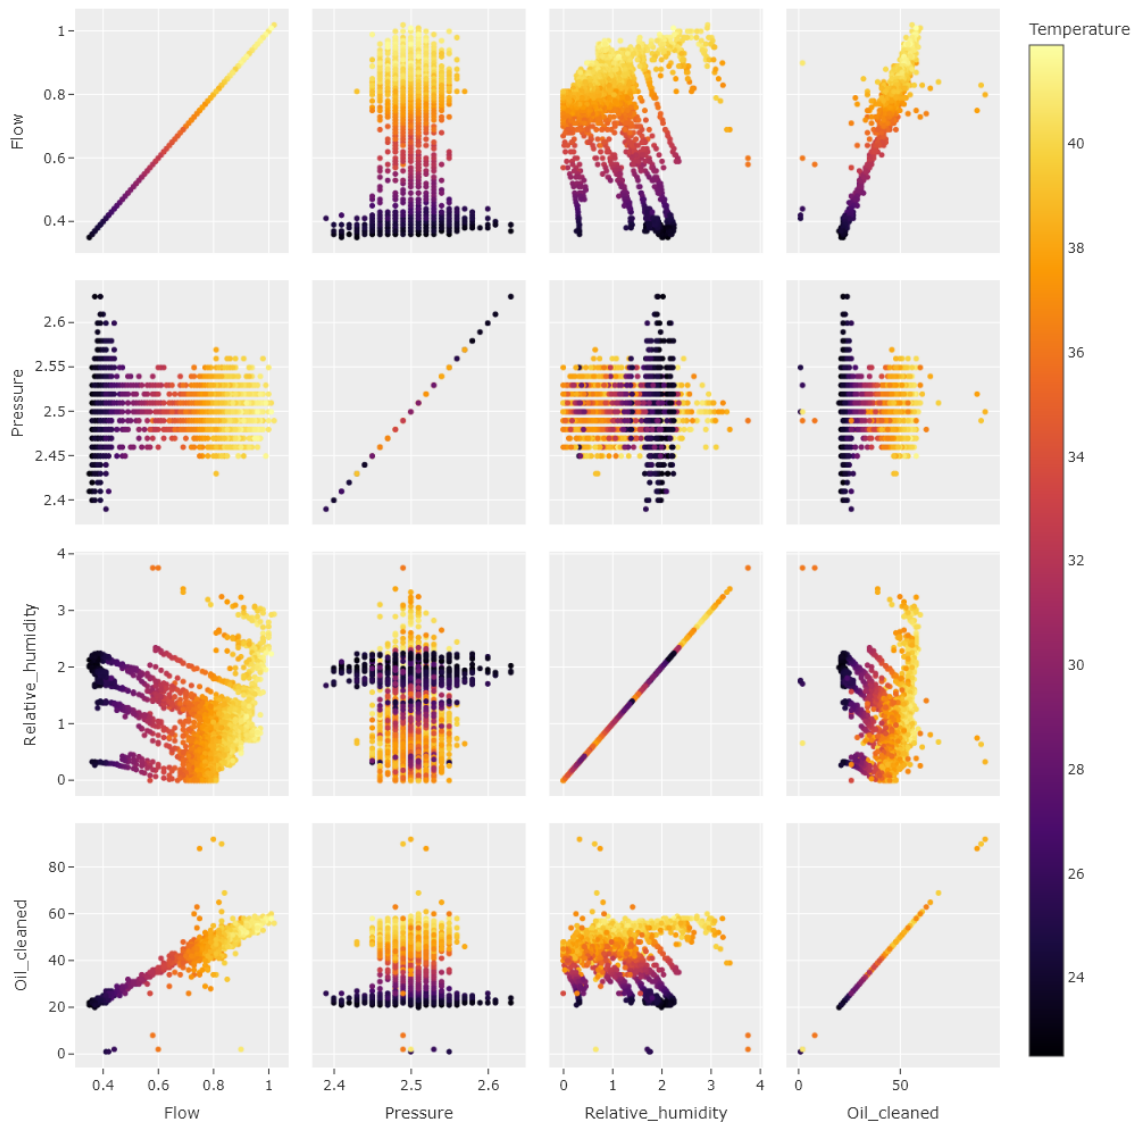 Temperature
1
0.8
0.6
0.4
Flow
40
38
36
34
32
30
28
26
24
2.6
2.55
2.5
2.45
2.4
Pressure
4
3
2
1
0
Relative_humidity
80
60
40
20
0
Oil_cleaned
0.4 0.6 0.8 1
2.4 2.5 2.6
0 1 2 3 4
0 50
Flow
Pressure
Relative_humidity
Oil_cleaned